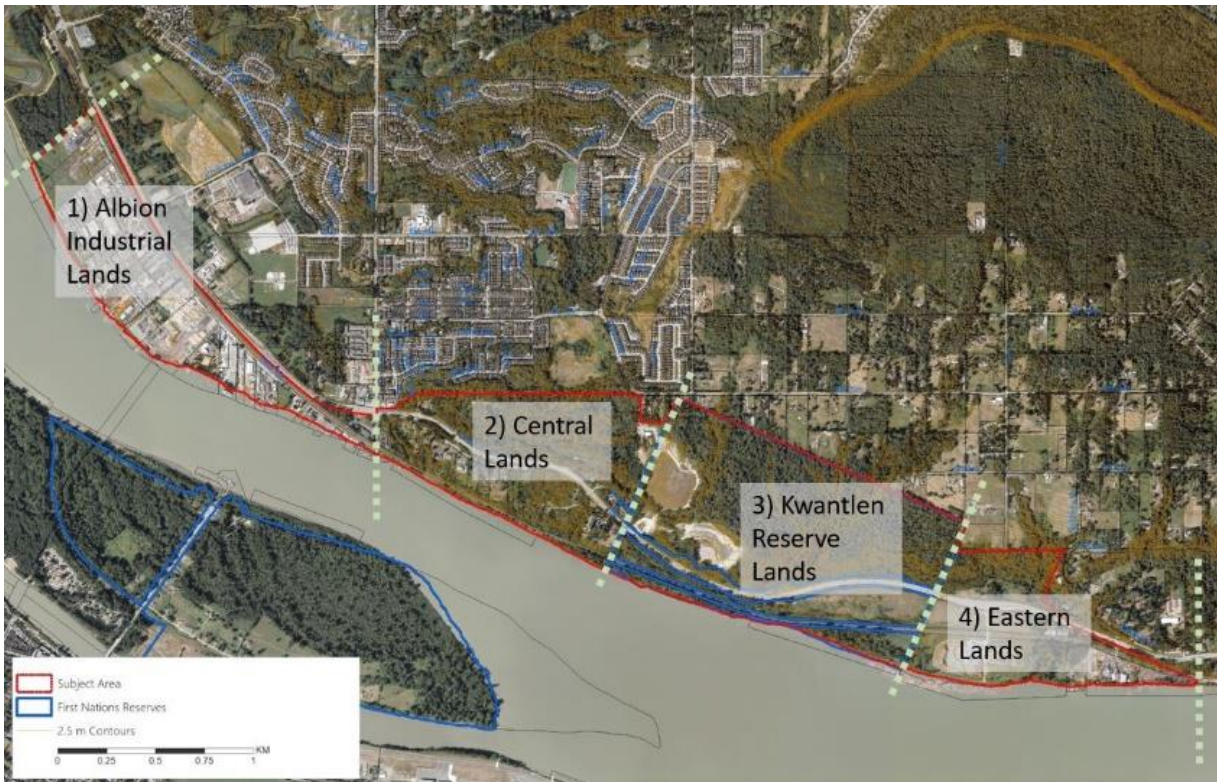 1) Albion
Industrial
Lands
2) Central
Lands
3) Kwantlen
Reserve
Lands
4) Eastern
Lands
Subject Area
First Nations Reserves
2.5 m Contours
0 0.25 0.5 0.75 1 KM